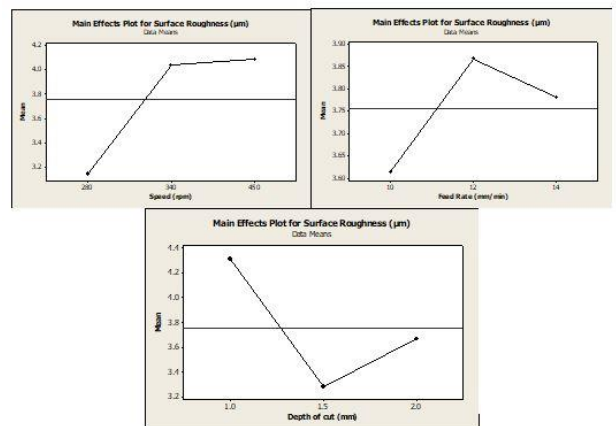 Main Effects Plot for Surface Roughness (µm)
Data Means
4.2
4.0
3.8
3.6
3.4
3.2
Mean
280
340
450
Speed (rpm)
Main Effects Plot for Surface Roughness (µm)
Data Means
3.90
3.85
3.80
3.75
3.70
3.65
3.60
Mean
10
12
14
Feed Rate (mm/min)
Main Effects Plot for Surface Roughness (µm)
Data Means
4.4
4.2
4.0
3.8
3.6
3.4
3.2
Mean
1.0
1.5
2.0
Depth of cut (mm)